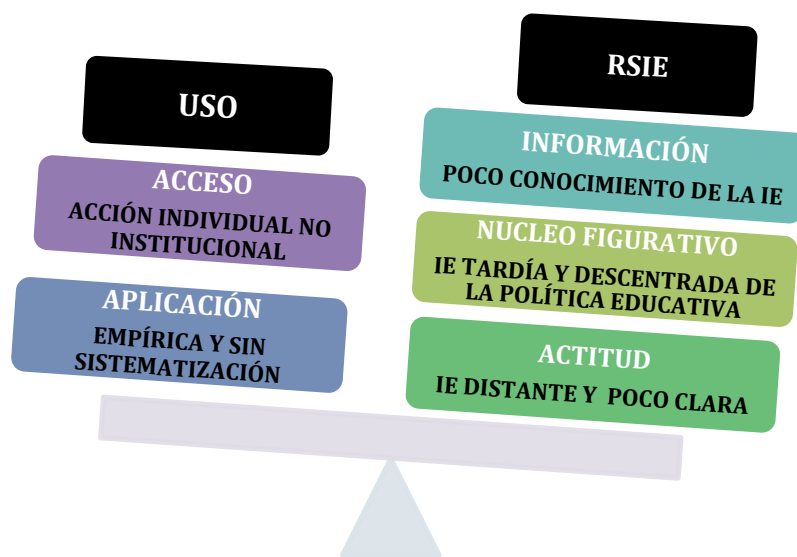 USO
ACCESO
ACCIÓN INDIVIDUAL NO
INSTITUCIONAL
APLICACIÓN
EMPÍRICA Y SIN
SISTEMATIZACIÓN
RSIE
INFORMACIÓN
POCO CONOCIMIENTO DE LA IE
NUCLEO FIGURATIVO
IE TARDÍA Y DESCENTRADA DE
LA POLÍTICA EDUCATIVA
ACTITUD
IE DISTANTE Y POCO CLARA